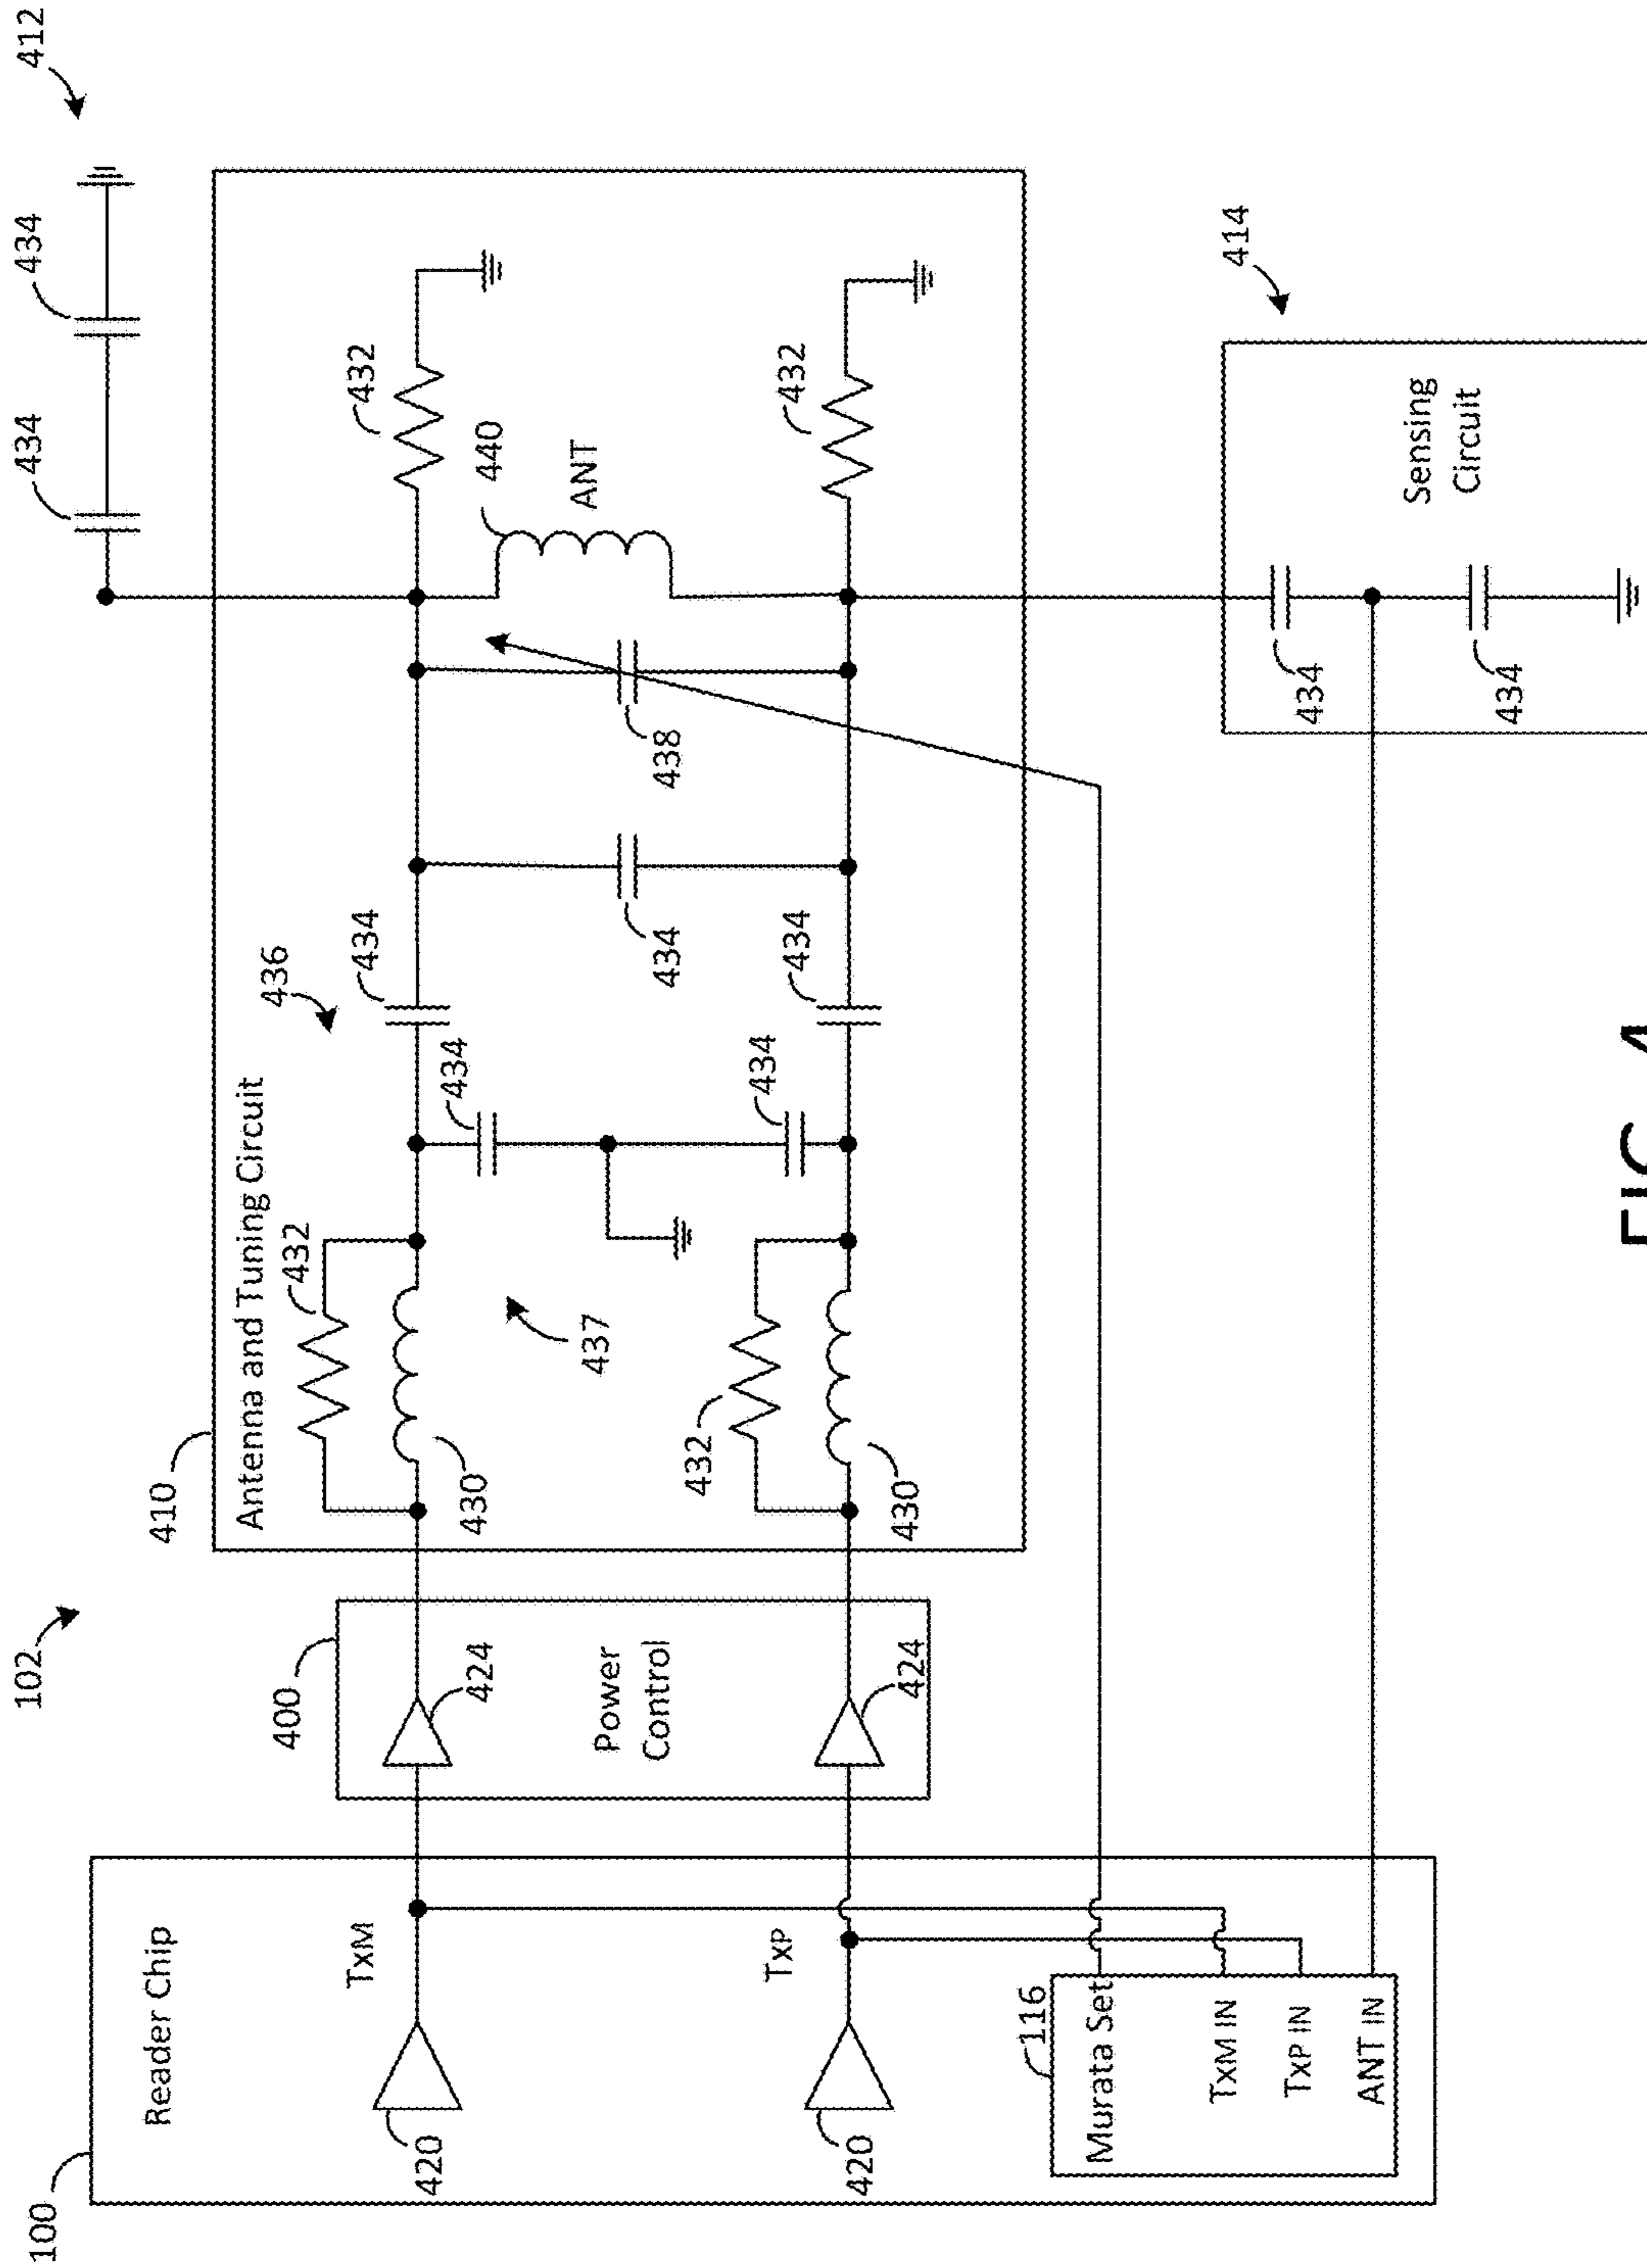 100
102
434
434
412
Reader Chip
410
Antenna and Tuning Circuit
400
436
432
TxM
434
432
420
434
424
430
440
ANT
437
Power
Control
434
438
432
TxP
434
434
432
420
424
430
116
Murata Set
TxM IN
414
TxP IN
434
ANT IN
Sensing
Circuit
434
FIG. 4